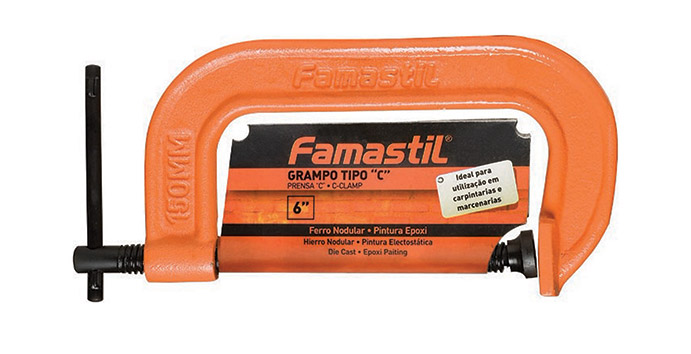 Famastil
150MM
Famastil®
GRAMPO TIPO "C"
PRENSA "C" • C-CLAMP
6"
Ideal para
utilização em
carpintarias e
marcenarias
Ferro Nodular • Pintura Epoxi
Hierro Nodular • Pintura Electostática
Die Cast • Epoxi Paiting